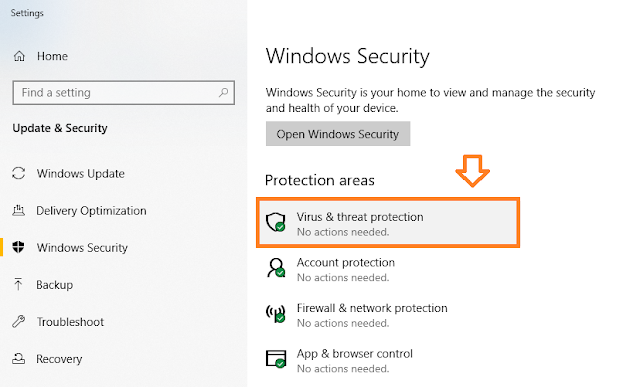 Settings
Home
Find a setting
Update & Security
Windows Update
Delivery Optimization
Windows Security
Backup
Troubleshoot
Recovery
Windows Security
Windows Security is your home to view and manage the security
and health of your device.
Open Windows Security
Protection areas
Virus & threat protection
No actions needed.
Account protection
No actions needed.
Firewall & network protection
No actions needed.
App & browser control
No actions needed.